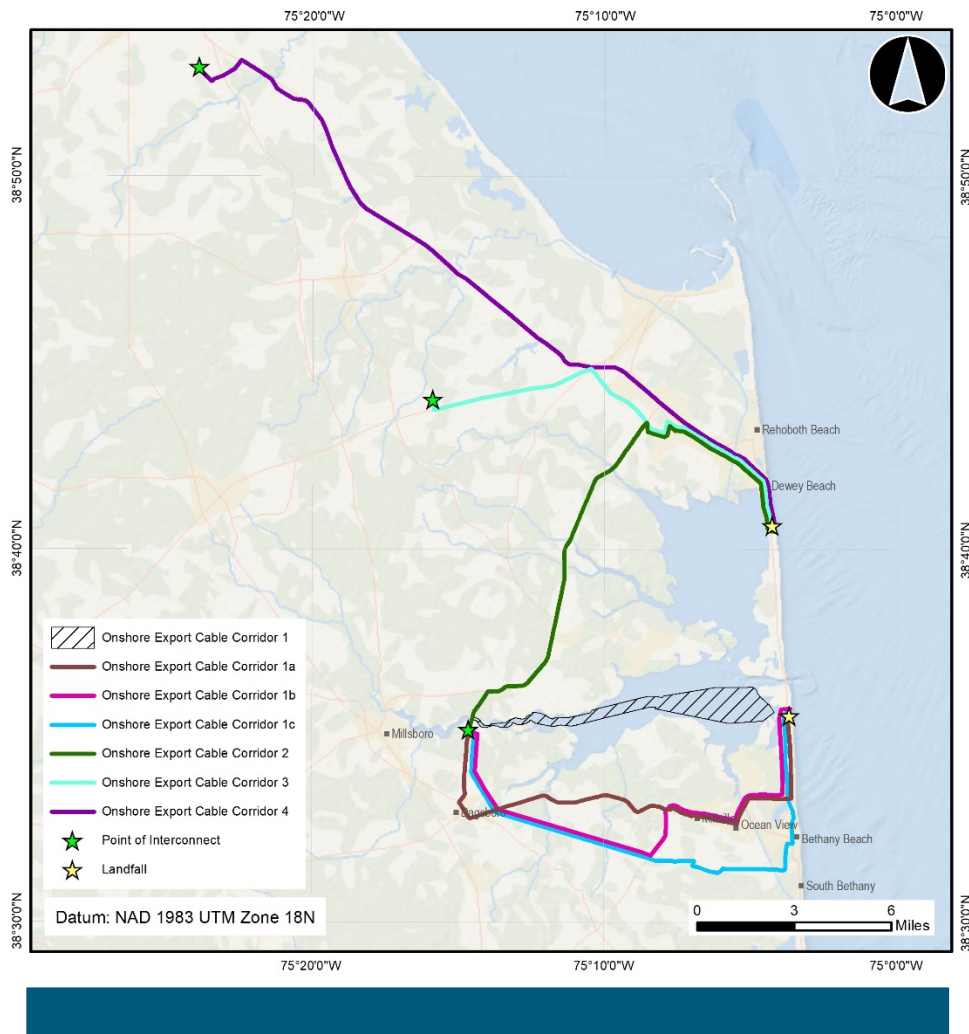 75°20'0"W
75°10'0"W
75°0'0"W
38°50'0"N
38°50'0"N
Rehoboth Beach
Dewey Beach
38°40'0"N
38°40'0"N
Onshore Export Cable Corridor 1
Onshore Export Cable Corridor 1a
Onshore Export Cable Corridor 1b
Onshore Export Cable Corridor 1c
Onshore Export Cable Corridor 2
Onshore Export Cable Corridor 3
Onshore Export Cable Corridor 4
Point of Interconnect
Landfall
Millsboro
Ocean View
Bethany Beach
South Bethany
Datum: NAD 1983 UTM Zone 18N
0 3 6
Miles
38°30'0"N
38°30'0"N
75°20'0"W
75°10'0"W
75°0'0"W